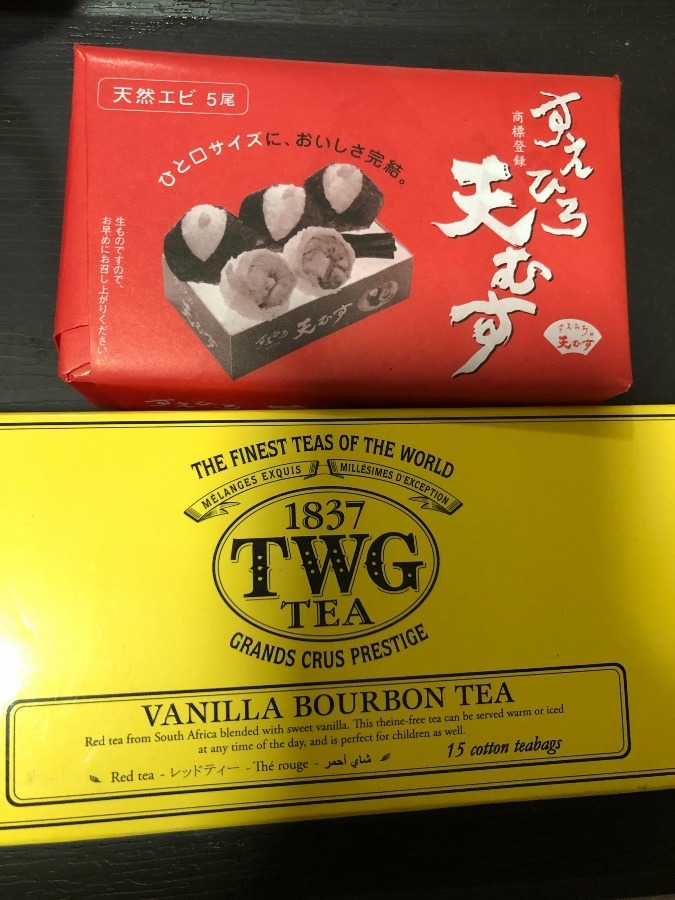 天然エビ 5尾
ひと口サイズに、おいしさ完結。
商標登録
すえひろ
天むす
生ものですので、
お早めにお召し上がりください。
すえひろ 天むす
すえひろの
天むす
THE FINEST TEAS OF THE WORLD
MÉLANGES EXQUIS MILLÉSIMES D'EXCEPTION
1837
TWG
TEA
GRANDS CRUS PRESTIGE
VANILLA BOURBON TEA
Red tea from South Africa blended with sweet vanilla. This theine-free tea can be served warm or iced
at any time of the day, and is perfect for children as well.
15 cotton teabags
Red tea - レッドティー - Thé rouge - شاي أحمر